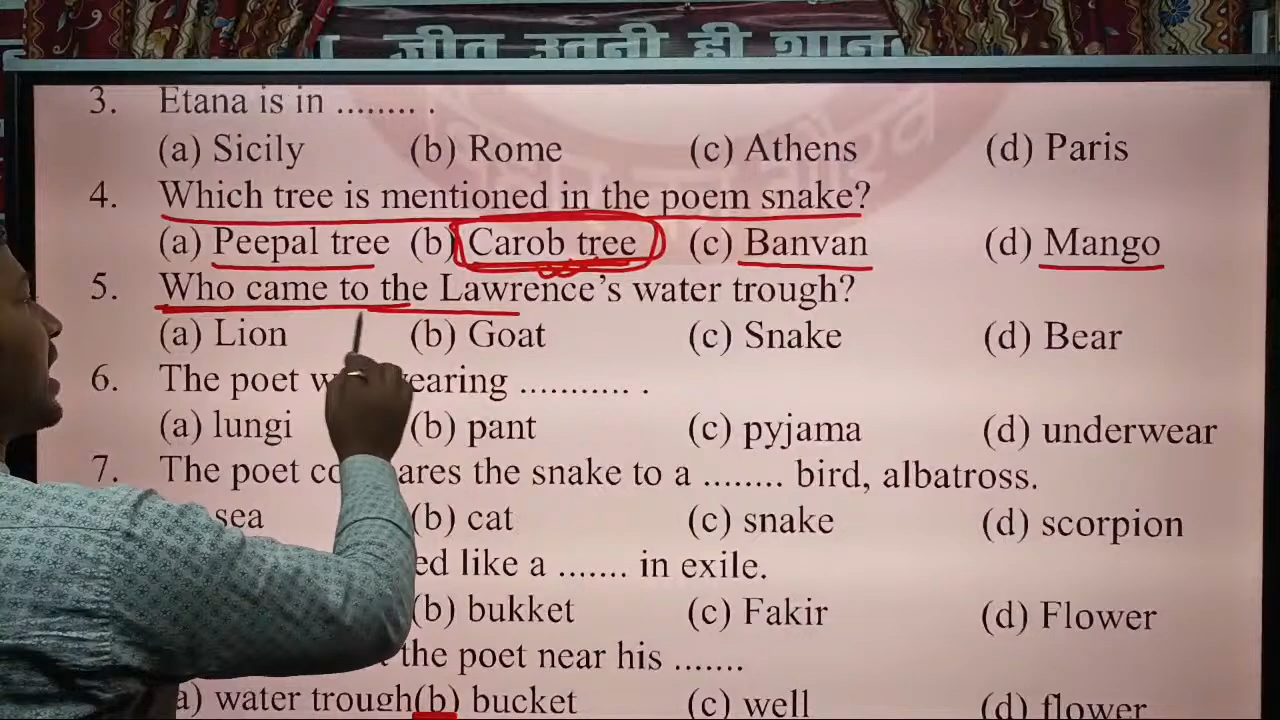 जीत उतनी ही शान
3. Etana is in ........ .
(a) Sicily (b) Rome (c) Athens (d) Paris
4. Which tree is mentioned in the poem snake?
(a) Peepal tree (b) Carob tree (c) Banvan (d) Mango
5. Who came to the Lawrence's water trough?
(a) Lion (b) Goat (c) Snake (d) Bear
6. The poet wearing ........... .
(a) lungi (b) pant (c) pyjama (d) underwear
7. The poet ares the snake to a ........ bird, albatross.
sea (b) cat (c) snake (d) scorpion
ed like a ....... in exile.
(b) bukket (c) Fakir (d) Flower
the poet near his .......
a) water trough (b) bucket (c) well (d) flower